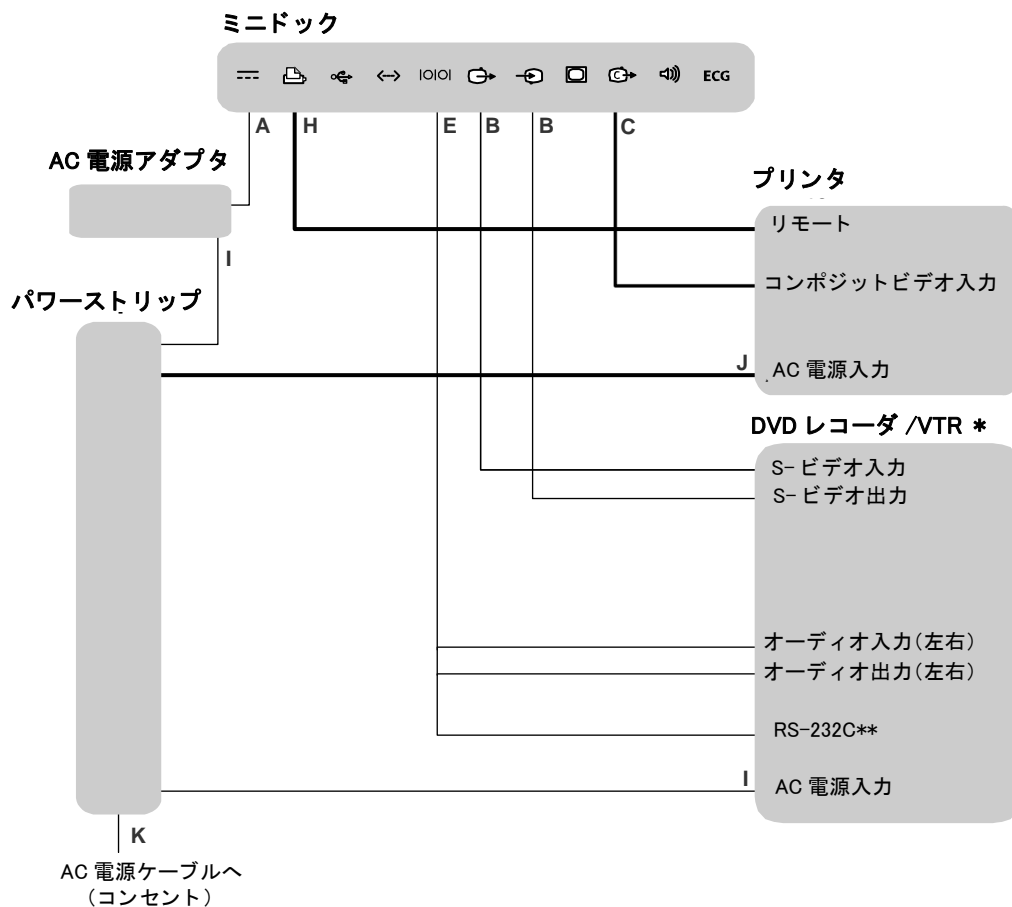 ミニドック
IOIOI
C
ECG
A
H
E
B
B
C
AC 電源アダプタ
I
パワーストリップ
プリンタ
リモート
コンポジットビデオ入力
J
AC 電源入力
DVD レコーダ /VTR *
S- ビデオ入力
S- ビデオ出力
オーディオ入力（左右）
オーディオ出力（左右）
RS-232C**
I
AC 電源入力
K
AC 電源ケーブルへ
（コンセント）